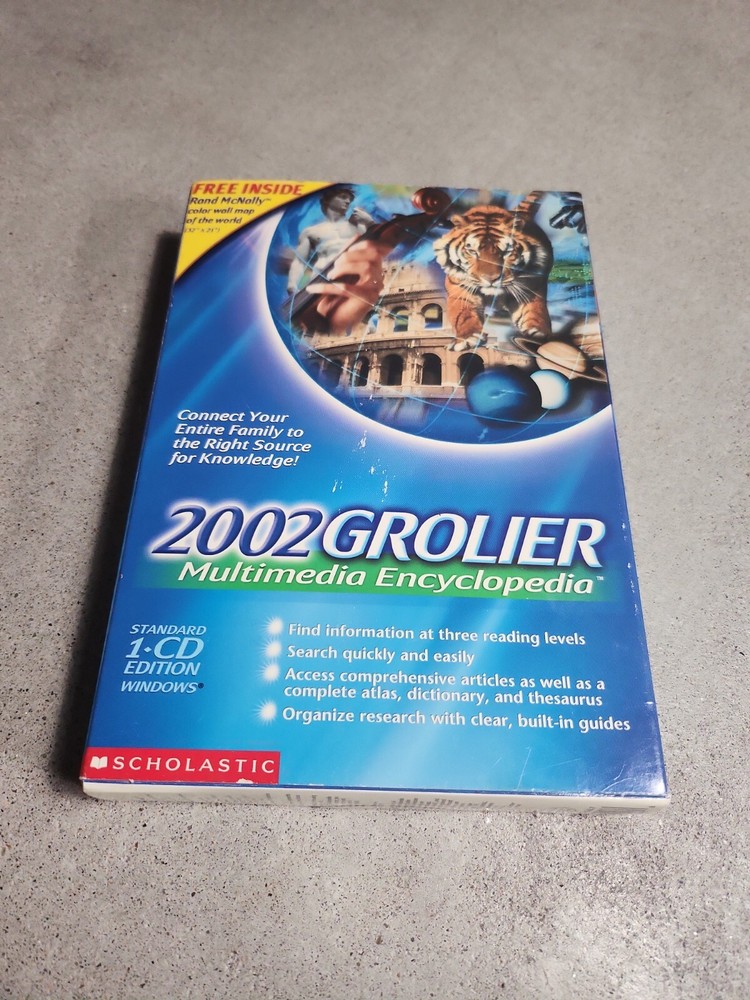 FREE INSIDE
Rand McNally™
color wall map
of the world
Connect Your
Entire Family to
the Right Source
for Knowledge!
2002 GROLIER
Multimedia Encyclopedia™
STANDARD
1•CD
EDITION
WINDOWS®
Find information at three reading levels
Search quickly and easily
Access comprehensive articles as well as a
complete atlas, dictionary, and thesaurus
Organize research with clear, built-in guides
SCHOLASTIC